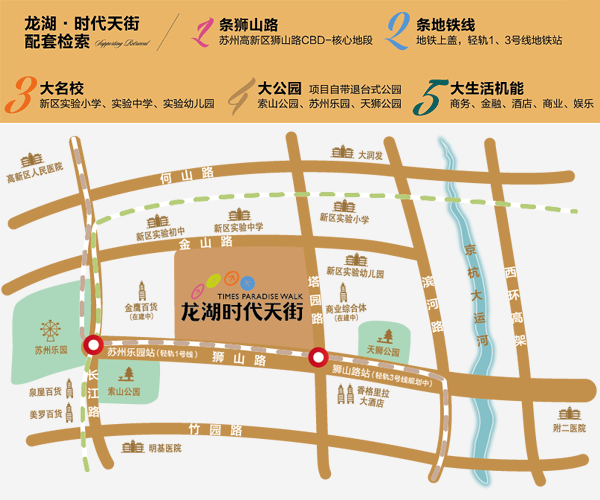 龙湖·时代天街
配套检索
Supporting Retrieval
1 条狮山路
苏州高新区狮山路CBD-核心地段
2 条地铁线
地铁上盖，轻轨1、3号线地铁站
3 大名校
新区实验小学、实验中学、实验幼儿园
4 大公园 项目自带退台式公园
索山公园、苏州乐园、天狮公园
5 大生活机能
商务、金融、酒店、商业、娱乐
高新区人民医院
何山路
大润发
新区实验初中
新区实验中学
新区实验小学
金山路
新区实验幼儿园
塔园路
滨河路
京杭大运河
西环高架
金鹰百货
(在建中)
TIMES PARADISE WALK
龙湖时代天街
商业综合体
(在建中)
苏州乐园
天狮公园
苏州乐园站(轻轨1号线)
狮山路
狮山路站(轻轨3号线规划中)
长江路
索山公园
泉屋百货
美罗百货
香格里拉
大酒店
竹园路
明基医院
附二医院